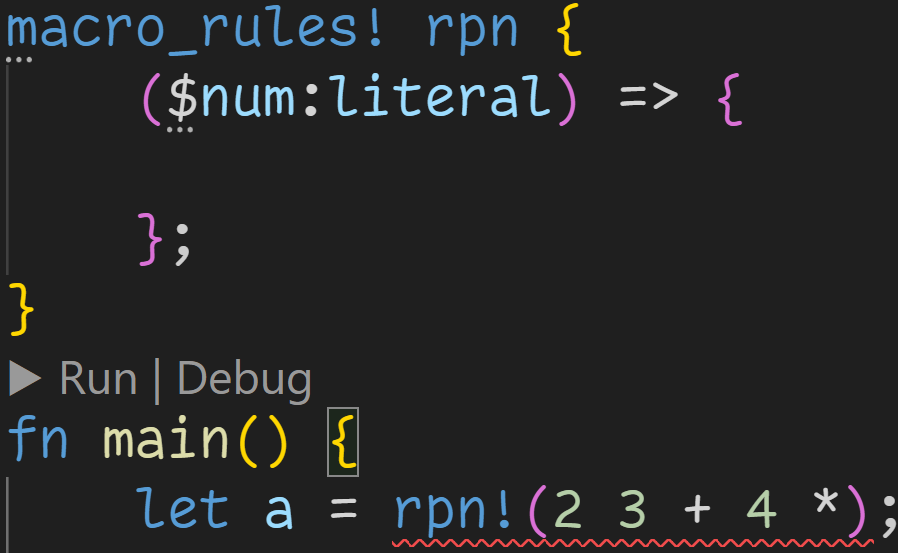 macro_rules! rpn {
    ($num:literal) => {
    };
}
▶ Run | Debug
fn main() {
    let a = rpn!(2 3 + 4 *);